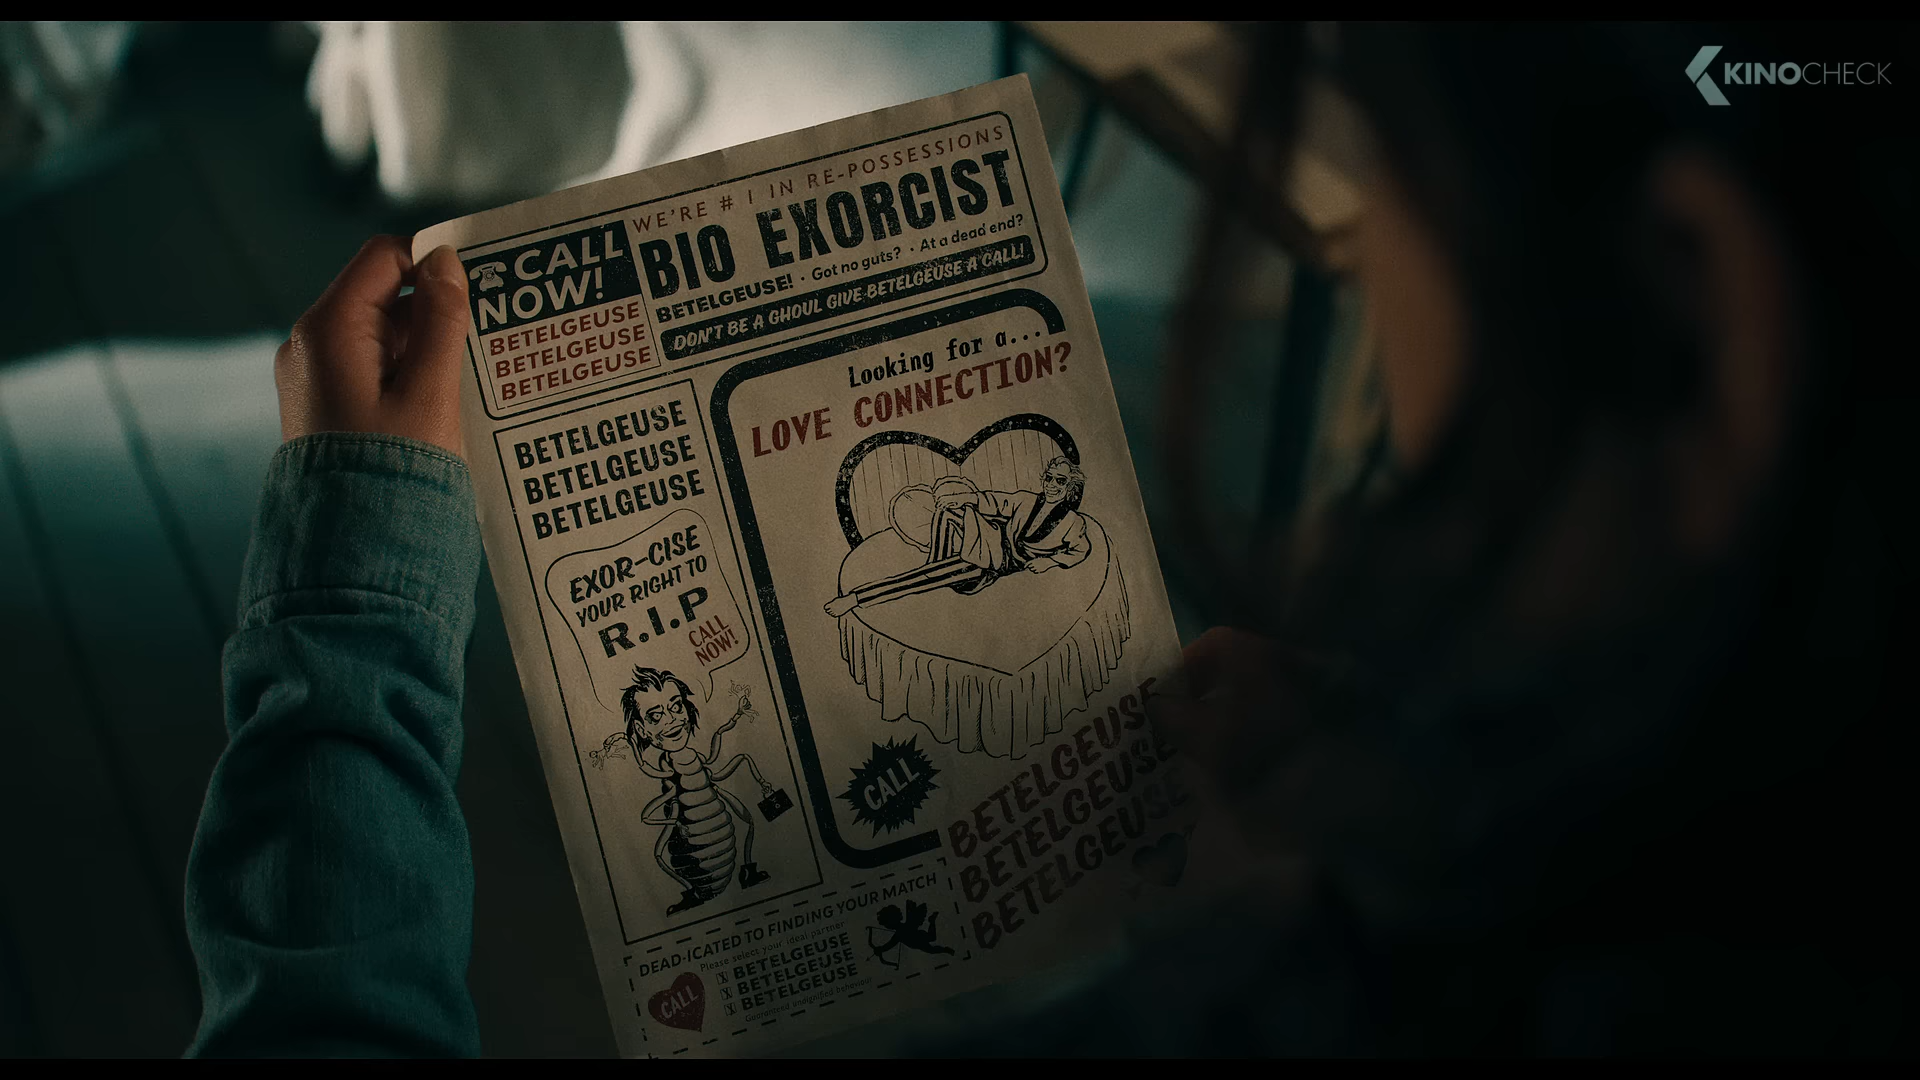 KINOCHECK
WE'RE # 1 IN RE-POSSESSIONS
BIO EXORCIST
BETELGEUSE! · Got no guts? · At a dead end?
DON'T BE A GHOUL GIVE BETELGEUSE A CALL!
CALL
NOW!
BETELGEUSE
BETELGEUSE
BETELGEUSE
BETELGEUSE
BETELGEUSE
BETELGEUSE
EXOR-CISE
YOUR RIGHT TO
R.I.P
CALL
NOW!
Looking for a...
LOVE CONNECTION?
CALL
BETELGEUSE
BETELGEUSE
BETELGEUSE
DEAD-ICATED TO FINDING YOUR MATCH
Please select your ideal partner
BETELGEUSE
BETELGEUSE
BETELGEUSE
Guaranteed undignified behaviour
CALL